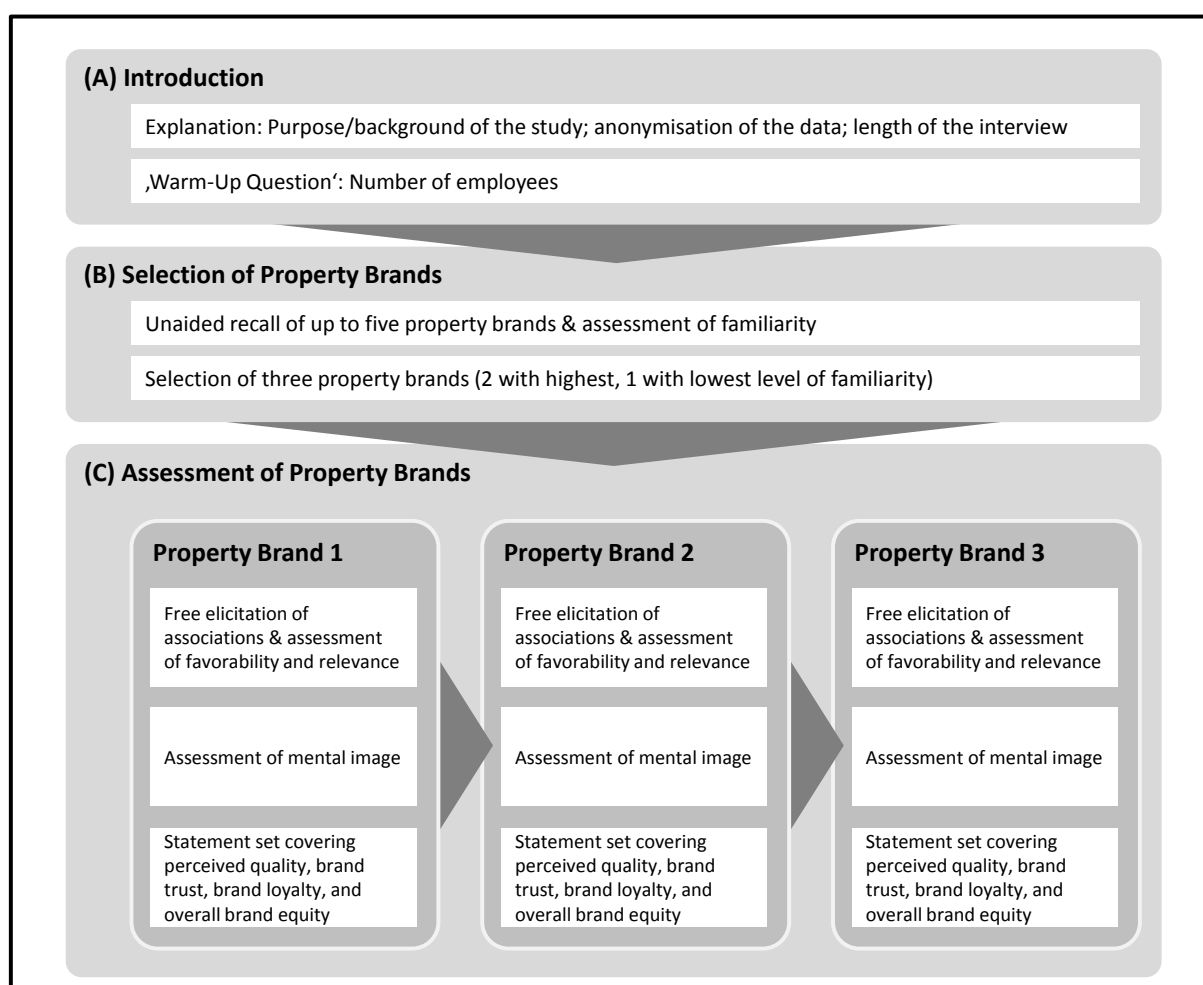 (A) Introduction
Explanation: Purpose/background of the study; anonymisation of the data; length of the interview
‚Warm-Up Question‘: Number of employees
(B) Selection of Property Brands
Unaided recall of up to five property brands & assessment of familiarity
Selection of three property brands (2 with highest, 1 with lowest level of familiarity)
(C) Assessment of Property Brands
Property Brand 1
Free elicitation of
associations & assessment
of favorability and relevance
Assessment of mental image
Statement set covering
perceived quality, brand
trust, brand loyalty, and
overall brand equity
Property Brand 2
Free elicitation of
associations & assessment
of favorability and relevance
Assessment of mental image
Statement set covering
perceived quality, brand
trust, brand loyalty, and
overall brand equity
Property Brand 3
Free elicitation of
associations & assessment
of favorability and relevance
Assessment of mental image
Statement set covering
perceived quality, brand
trust, brand loyalty, and
overall brand equity